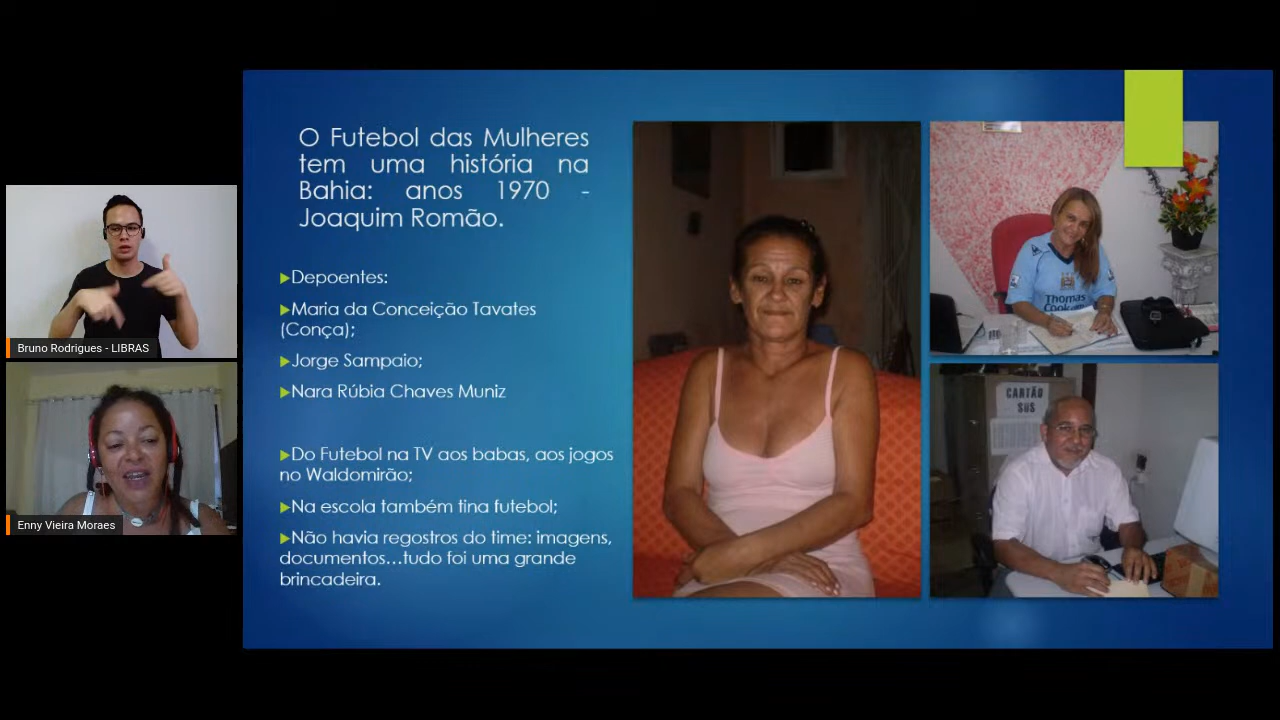 O Futebol das Mulheres
tem uma história na
Bahia: anos 1970 -
Joaquim Romão.
Depoentes:
Maria da Conceição Tavates
(Conça);
Jorge Sampaio;
Nara Rúbia Chaves Muniz
Do Futebol na TV aos babas, aos jogos
no Waldomirão;
Na escola também tina futebol;
Não havia regostros do time: imagens,
documentos...tudo foi uma grande
brincadeira.
Bruno Rodrigues - LIBRAS
Enny Vieira Moraes
Thomas
CARTÃO
SUS